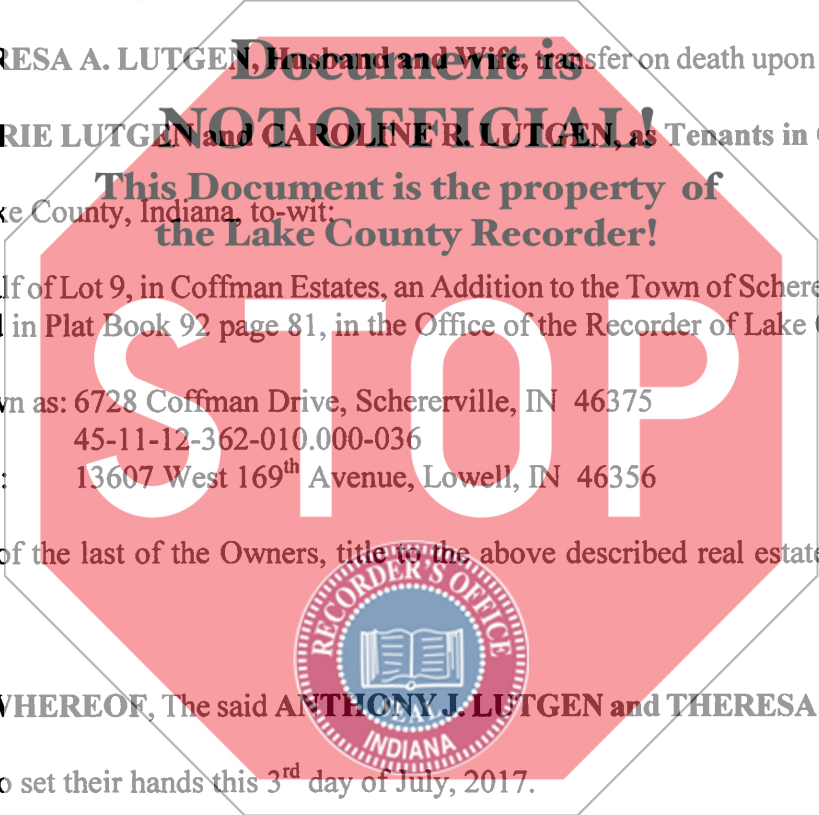 Document is
RESA A. LUTGEN, Husband and Wife, transfer on death upon
NOT OFFICIAL!
RIE LUTGEN and CAROLINE R. LUTGEN, as Tenants in
This Document is the property of
ke County, Indiana, to-wit:
the Lake County Recorder!
lf of Lot 9, in Coffman Estates, an Addition to the Town of Schere
in Plat Book 92 page 81, in the Office of the Recorder of Lake
STOP
vn as: 6728 Coffman Drive, Schererville, IN 46375
45-11-12-362-010.000-036
: 13607 West 169th Avenue, Lowell, IN 46356
of the last of the Owners, title to the above described real estate
RECORDER'S OFFICE
WHEREOF, The said ANTHONY J. LUTGEN and THERESA
INDIANA
o set their hands this 3rd day of July, 2017.